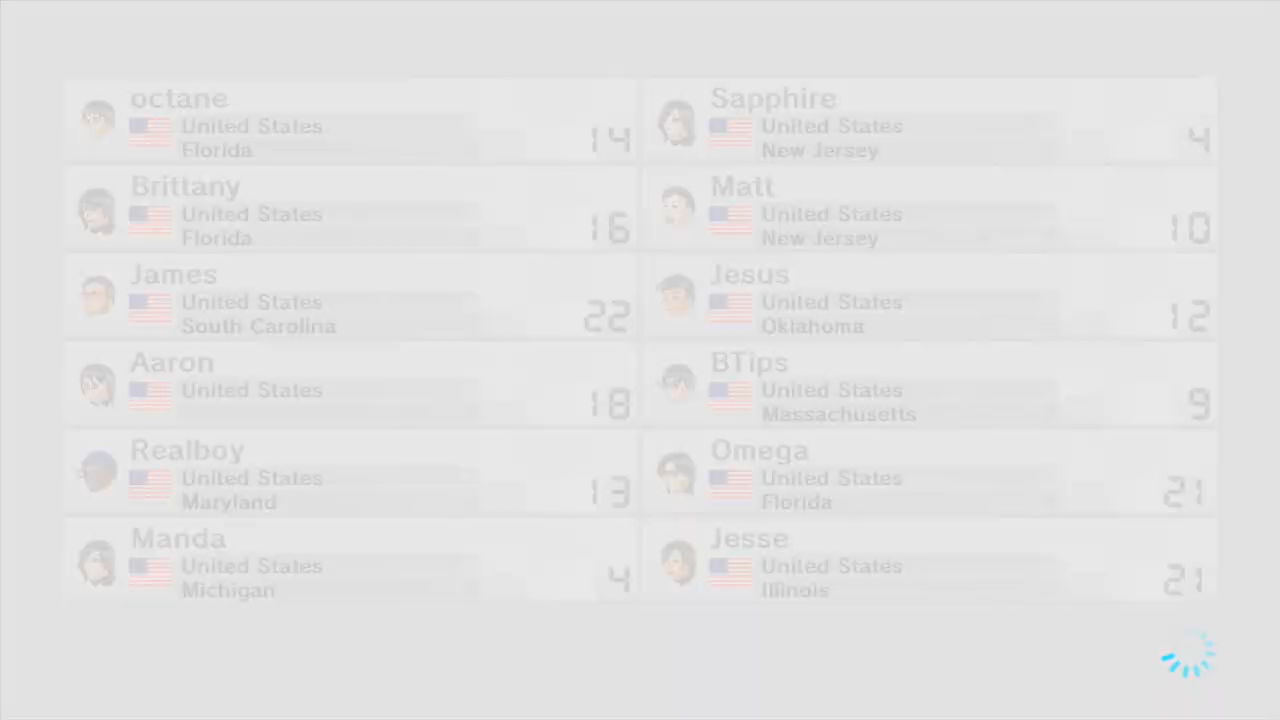 octane
United States
Florida
14
Sapphire
United States
New Jersey
4
Brittany
United States
Florida
16
Matt
United States
New Jersey
10
James
United States
South Carolina
22
Jesus
United States
Oklahoma
12
Aaron
United States
18
BTips
United States
Massachusetts
9
Realboy
United States
Maryland
13
Omega
United States
Florida
21
Manda
United States
Michigan
4
Jesse
United States
Illinois
21